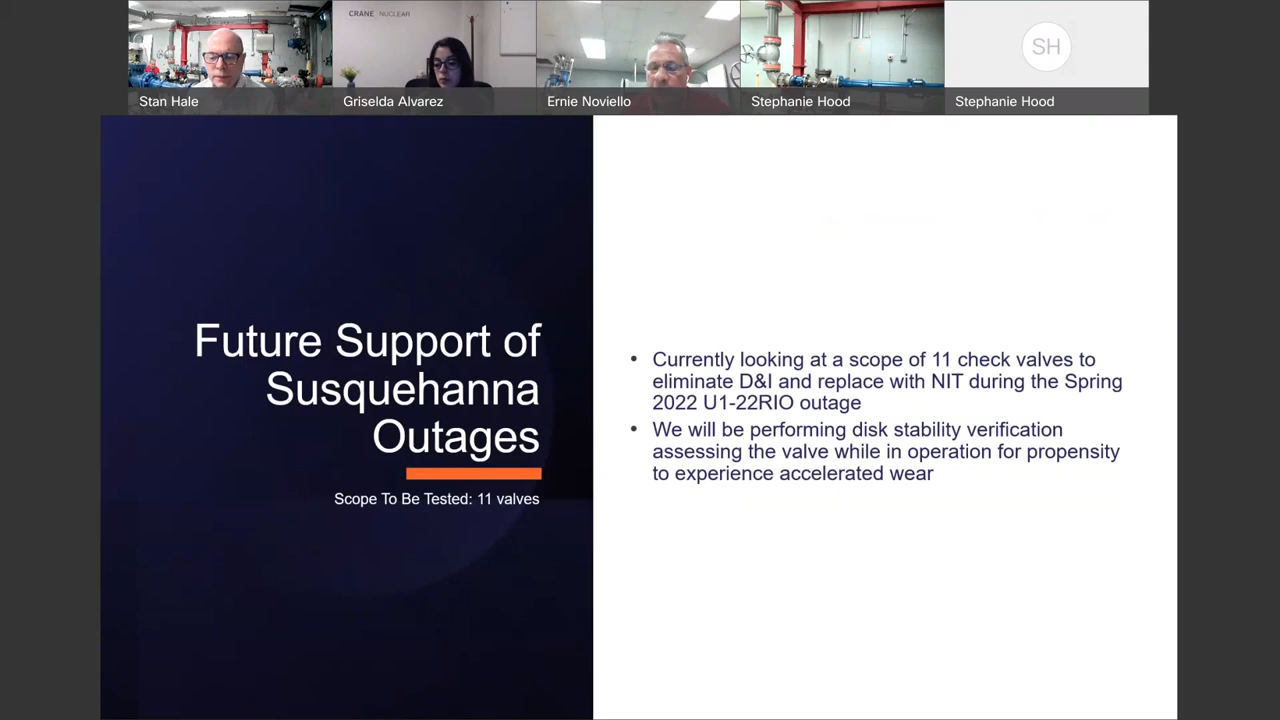 CRANE NUCLEAR
Stan Hale
Griselda Alvarez
Ernie Noviello
Stephanie Hood
Stephanie Hood
SH
Future Support of
Susquehanna
Outages
Scope To Be Tested: 11 valves
• Currently looking at a scope of 11 check valves to
eliminate D&I and replace with NIT during the Spring
2022 U1-22RIO outage
• We will be performing disk stability verification
assessing the valve while in operation for propensity
to experience accelerated wear